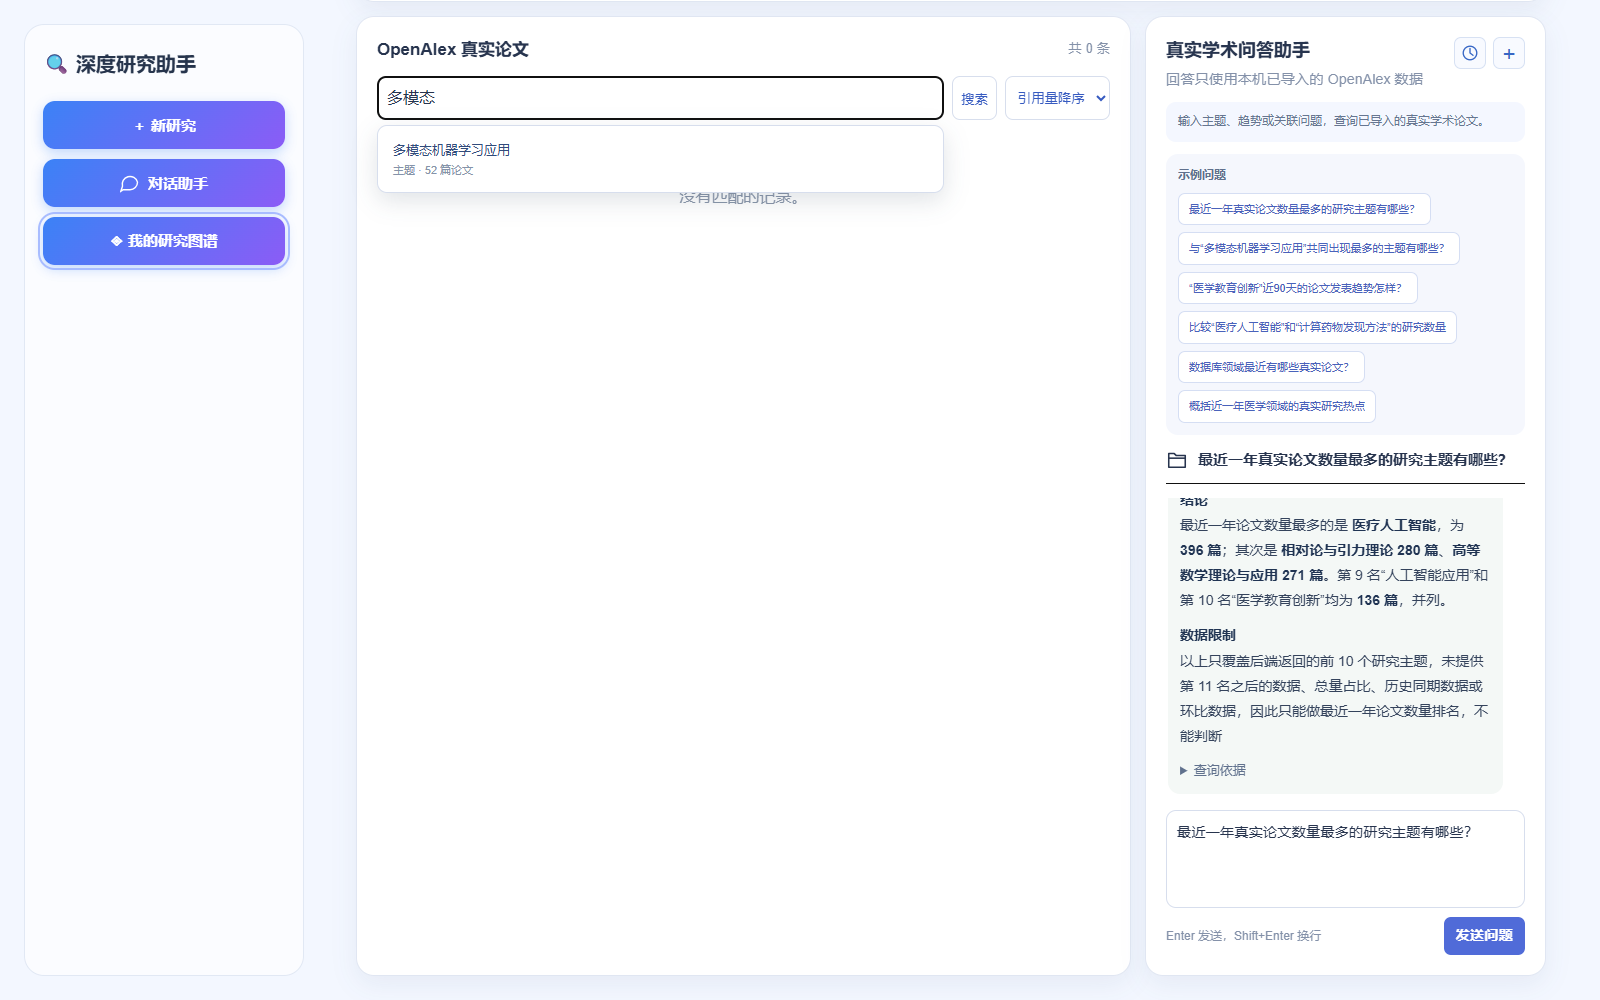 深度研究助手
+ 新研究
对话助手
我的研究图谱
OpenAlex 真实论文
共 0 条
多模态
搜索
引用量降序
多模态机器学习应用
主题 · 52 篇论文
没有匹配的记录。
真实学术问答助手
回答只使用本机已导入的 OpenAlex 数据
输入主题、趋势或关联问题，查询已导入的真实学术论文。
示例问题
最近一年真实论文数量最多的研究主题有哪些？
与“多模态机器学习应用”共同出现最多的主题有哪些？
“医学教育创新”近90天的论文发表趋势怎样？
比较“医疗人工智能”和“计算药物发现方法”的研究数量
数据库领域最近有哪些真实论文？
概括近一年医学领域的真实研究热点
最近一年真实论文数量最多的研究主题有哪些？
结论
最近一年论文数量最多的是 医疗人工智能，为
396 篇；其次是 相对论与引力理论 280 篇、高等
数学理论与应用 271 篇。第 9 名“人工智能应用”和
第 10 名“医学教育创新”均为 136 篇，并列。
数据限制
以上只覆盖后端返回的前 10 个研究主题，未提供
第 11 名之后的数据、总量占比、历史同期数据或
环比数据，因此只能做最近一年论文数量排名，不
能判断
查询依据
最近一年真实论文数量最多的研究主题有哪些？
Enter 发送，Shift+Enter 换行
发送问题